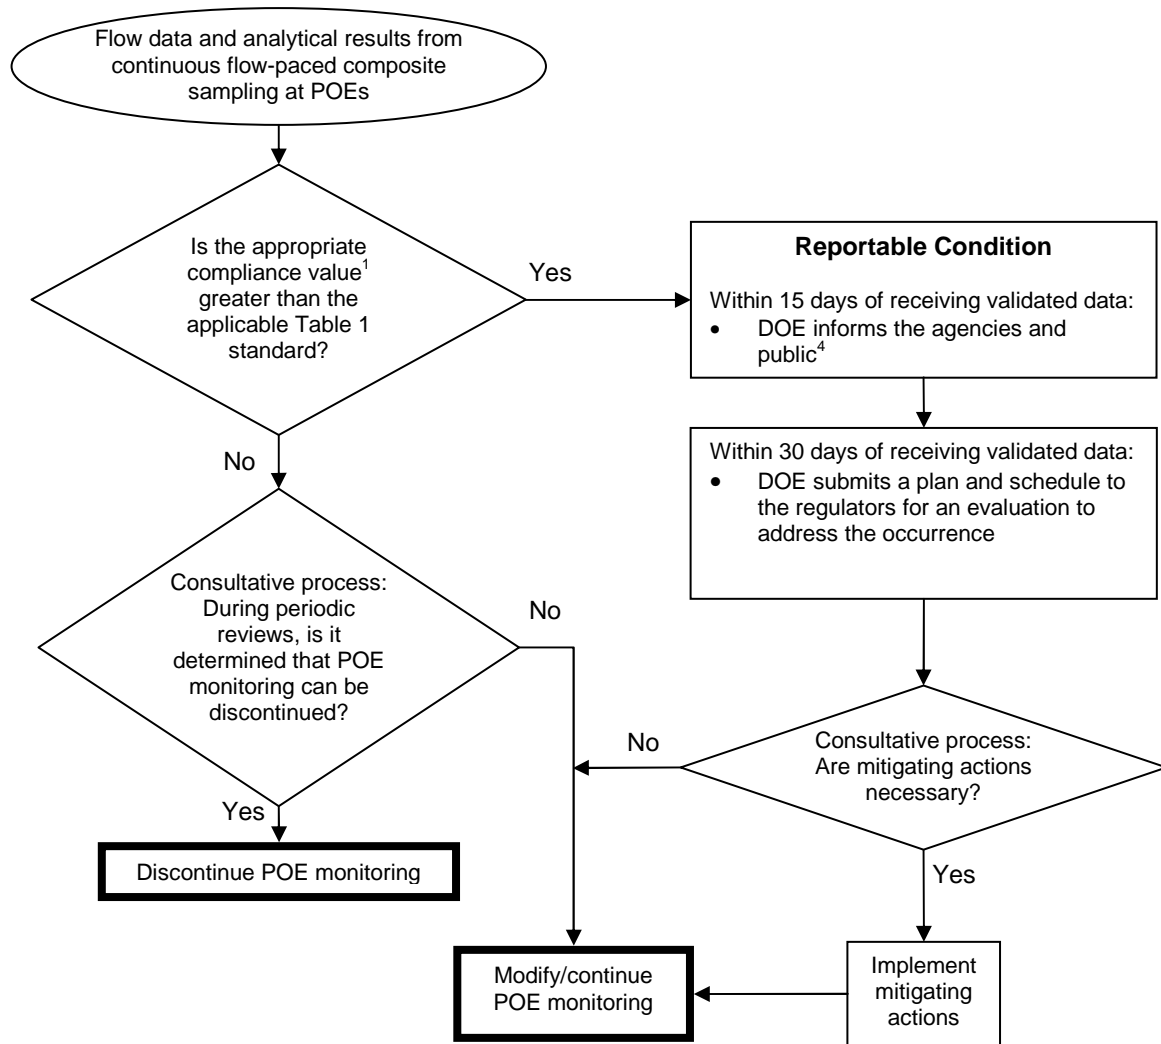 Flow data and analytical results from
continuous flow-paced composite
sampling at POEs
Is the appropriate
compliance value¹
greater than the
applicable Table 1
standard?
Yes
Reportable Condition
Within 15 days of receiving validated data:
• DOE informs the agencies and
public⁴
No
Within 30 days of receiving validated data:
• DOE submits a plan and schedule to
the regulators for an evaluation to
address the occurrence
Consultative process:
During periodic
reviews, is it
determined that POE
monitoring can be
discontinued?
No
No
Consultative process:
Are mitigating actions
necessary?
Yes
Discontinue POE monitoring
Yes
Modify/continue
POE monitoring
Implement
mitigating
actions